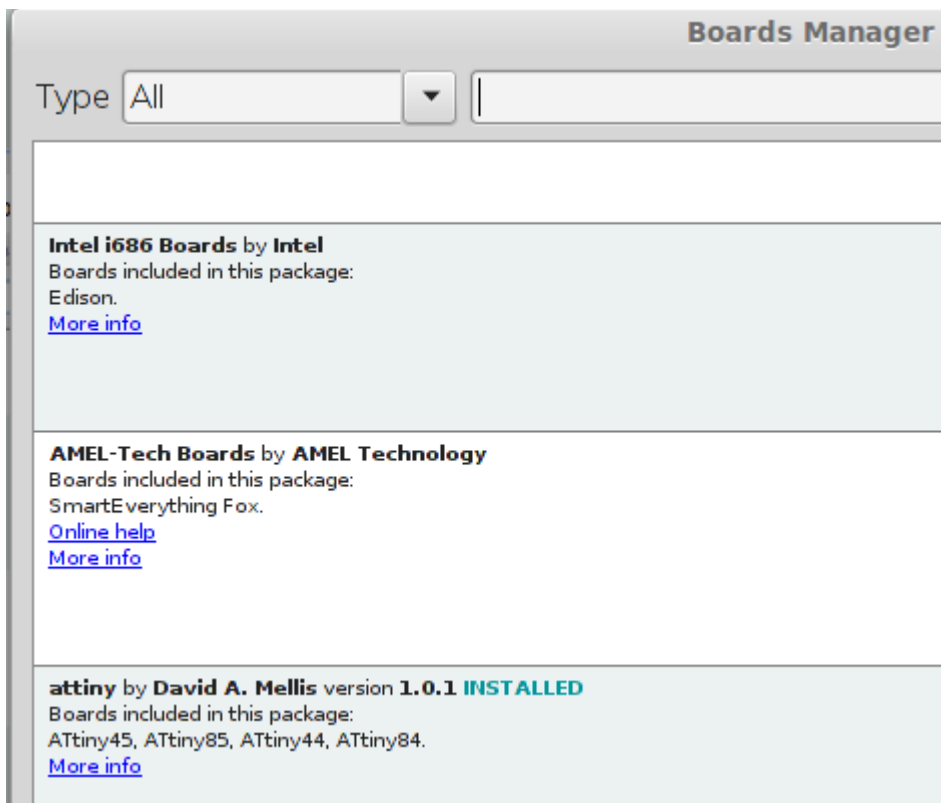 Boards Manager
Type All
Intel i686 Boards by Intel
Boards included in this package:
Edison.
More info
AMEL-Tech Boards by AMEL Technology
Boards included in this package:
SmartEverything Fox.
Online help
More info
attiny by David A. Mellis version 1.0.1 INSTALLED
Boards included in this package:
ATtiny45, ATtiny85, ATtiny44, ATtiny84.
More info